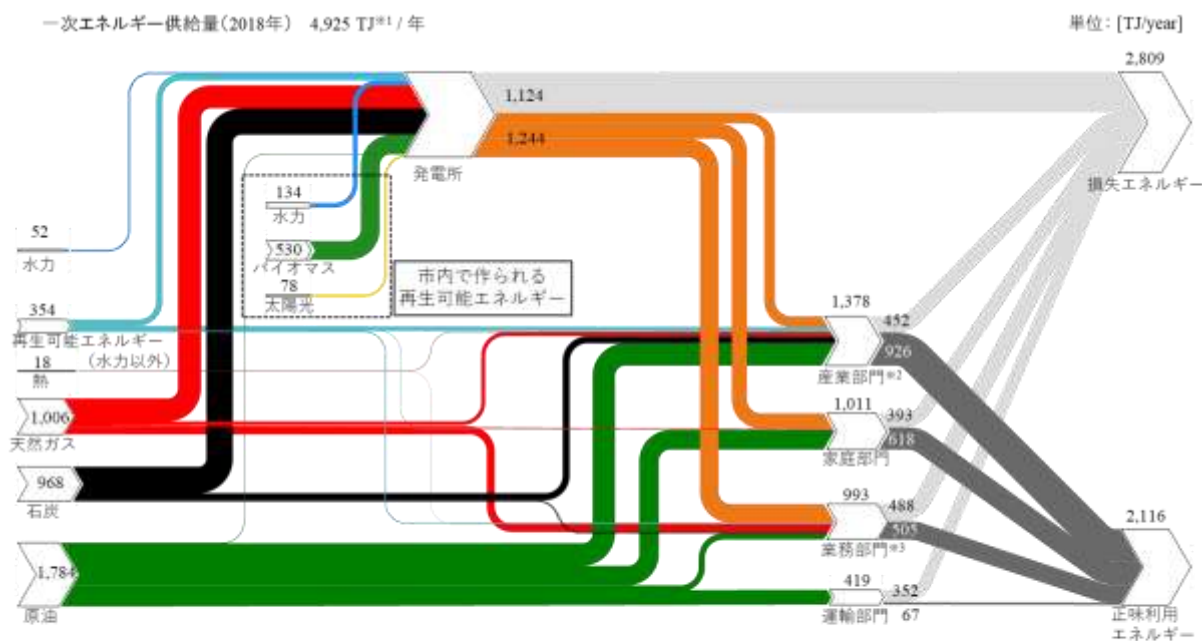 一次エネルギー供給量（2018年） 4,925 TJ※1 / 年
単位：[TJ/year]
2,809
損失エネルギー
1,124
1,244
発電所
134
水力
530
バイオマス
78
太陽光
市内で作られる
再生可能エネルギー
52
水力
354
再生可能エネルギー
（水力以外）
18
熱
1,006
天然ガス
968
石炭
1,784
原油
1,378
452
926
産業部門※2
1,011
393
618
家庭部門
993
488
505
業務部門※3
419
352
67
運輸部門
2,116
正味利用
エネルギー